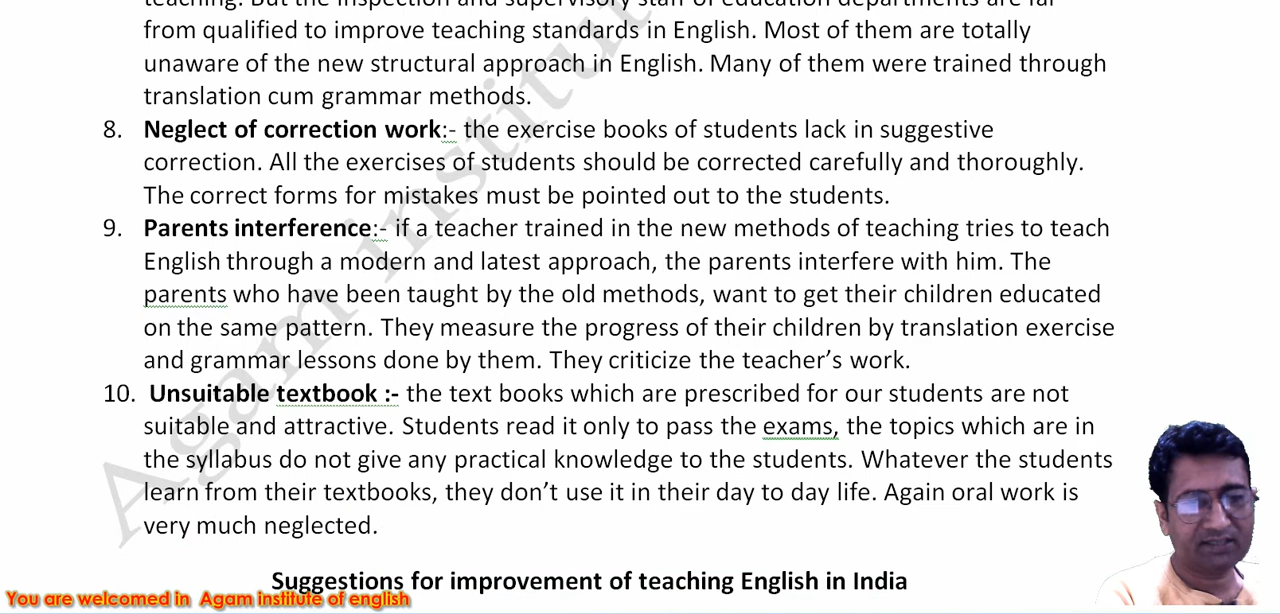 teaching. But the inspection and supervisory staff of education departments are far
from qualified to improve teaching standards in English. Most of them are totally
unaware of the new structural approach in English. Many of them were trained through
translation cum grammar methods.
8. Neglect of correction work:- the exercise books of students lack in suggestive
correction. All the exercises of students should be corrected carefully and thoroughly.
The correct forms for mistakes must be pointed out to the students.
9. Parents interference:- if a teacher trained in the new methods of teaching tries to teach
English through a modern and latest approach, the parents interfere with him. The
parents who have been taught by the old methods, want to get their children educated
on the same pattern. They measure the progress of their children by translation exercise
and grammar lessons done by them. They criticize the teacher’s work.
10. Unsuitable textbook :- the text books which are prescribed for our students are not
suitable and attractive. Students read it only to pass the exams, the topics which are in
the syllabus do not give any practical knowledge to the students. Whatever the students
learn from their textbooks, they don’t use it in their day to day life. Again oral work is
very much neglected.
Suggestions for improvement of teaching English in India
You are welcomed in Agam institute of english
Agam institut